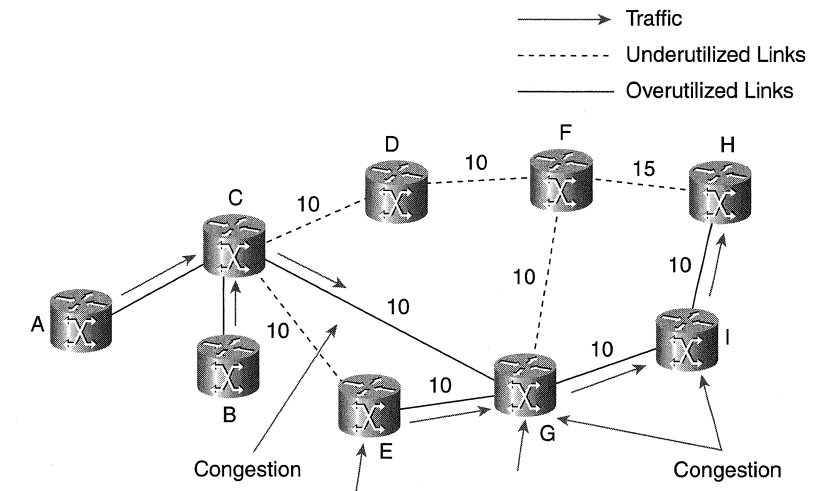 Traffic
Underutilized Links
Overutilized Links
D
F
H
10
15
C
10
10
10
A
10
10
I
10
10
B
E
G
Congestion
Congestion